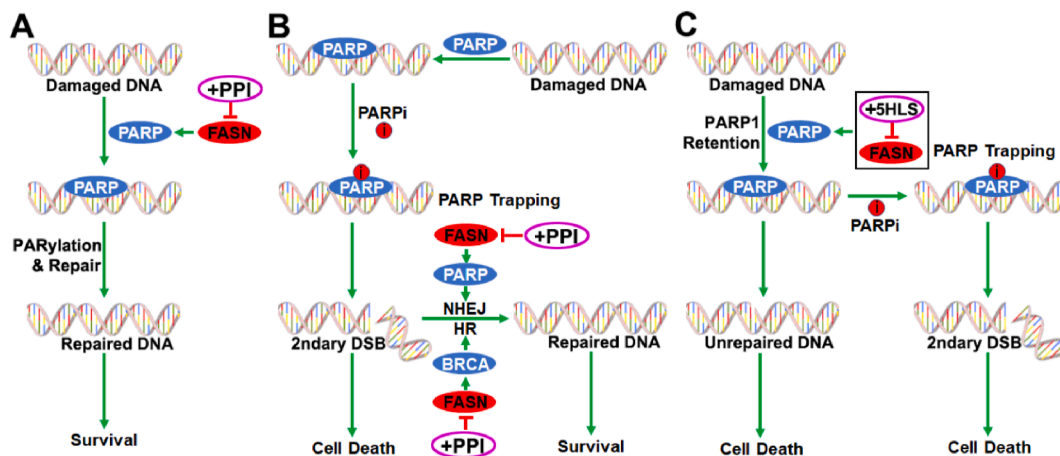 A
Damaged DNA
+PPI
PARP
FASN
PARP
PARylation
& Repair
Repaired DNA
Survival
B
PARP
PARP
Damaged DNA
PARPi
i
i
PARP
PARP Trapping
FASN
+PPI
PARP
NHEJ
HR
2ndary DSB
Repaired DNA
BRCA
FASN
+PPI
Cell Death
Survival
C
Damaged DNA
PARP1
Retention
PARP
+5HLS
FASN
PARP Trapping
i
PARP
PARP
i
PARPi
Unrepaired DNA
2ndary DSB
Cell Death
Cell Death